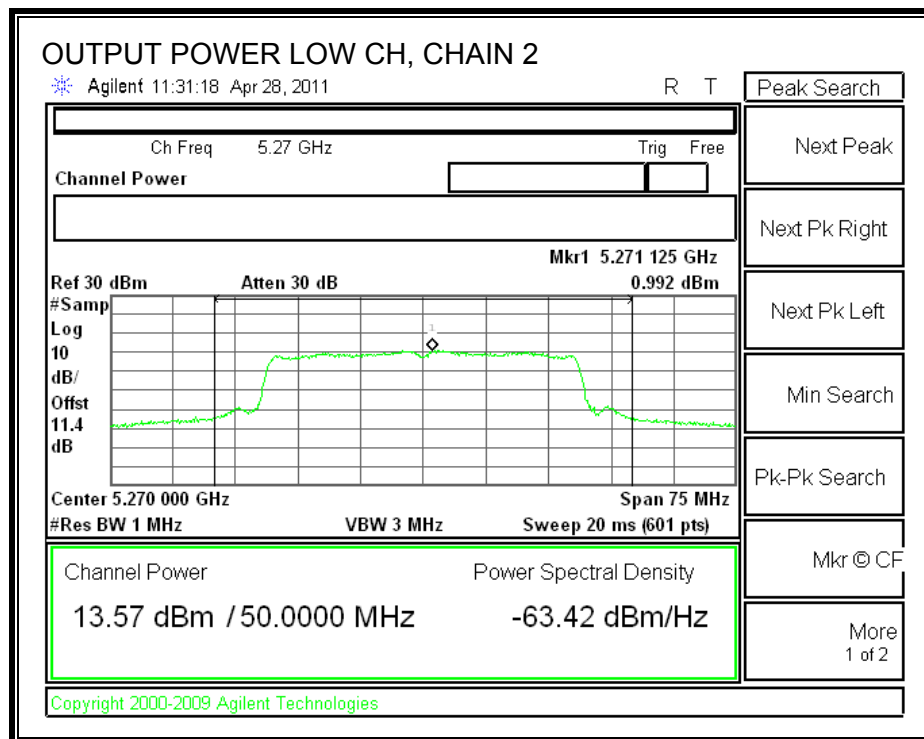 OUTPUT POWER LOW CH, CHAIN 2
Agilent 11:31:18 Apr 28, 2011 R T
Peak Search
Ch Freq 5.27 GHz Trig Free
Channel Power
Next Peak
Next Pk Right
Mkr1 5.271 125 GHz
Ref 30 dBm Atten 30 dB 0.992 dBm
#Samp
Log
10
dB/
Offst
11.4
dB
1
Next Pk Left
Min Search
Pk-Pk Search
Center 5.270 000 GHz Span 75 MHz
#Res BW 1 MHz VBW 3 MHz Sweep 20 ms (601 pts)
Channel Power Power Spectral Density
13.57 dBm / 50.0000 MHz -63.42 dBm/Hz
Mkr © CF
More
1 of 2
Copyright 2000-2009 Agilent Technologies